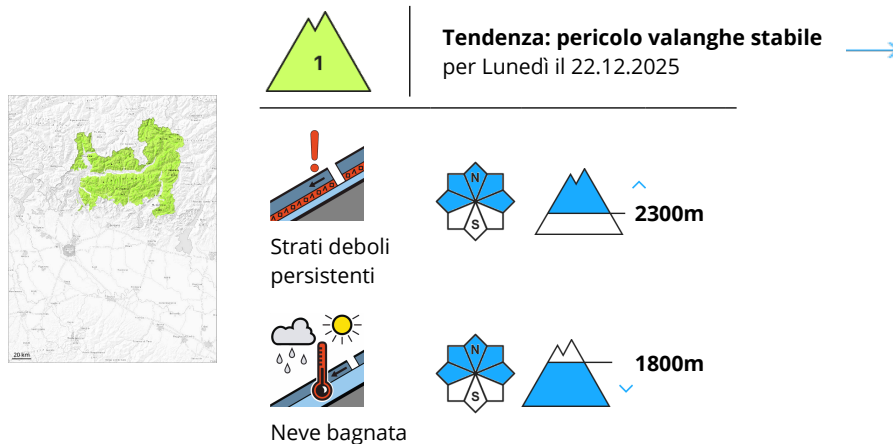 1
Tendenza: pericolo valanghe stabile
per Lunedì il 22.12.2025
N
S
2300m
Strati deboli
persistenti
N
S
1800m
Neve bagnata
20 km